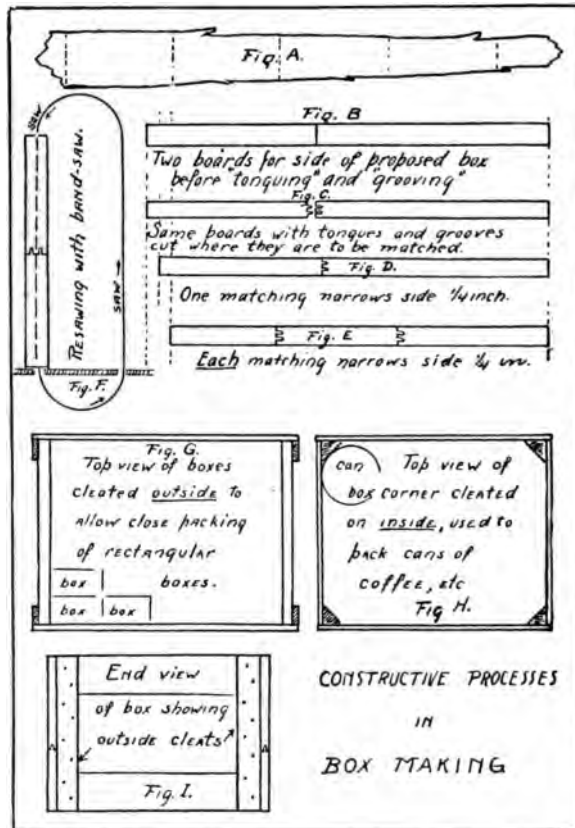 Fig. A.
saw
RESAWING WITH BAND-SAW.
SAW
Fig. F.
Fig B
Two boards for side of proposed box
before "tonguing" and "grooving"
Fig. C.
Same boards with tongues and grooves
cut where they are to be matched.
Fig. D.
One matching narrows side 1/4 inch.
Fig. E
Each matching narrows side 1/4 in.
Fig. G.
Top view of boxes
cleated outside to
allow close packing
of rectangular
box boxes.
box box
can Top view of
box corner cleated
on inside, used to
pack cans of
coffee, etc
Fig H.
End view
of box showing
outside cleats
Fig. I.
CONSTRUCTIVE PROCESSES
IN
BOX MAKING